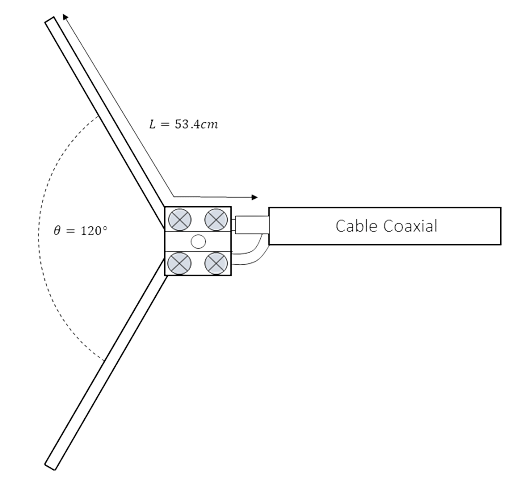 L = 53.4cm
θ = 120°
Cable Coaxial